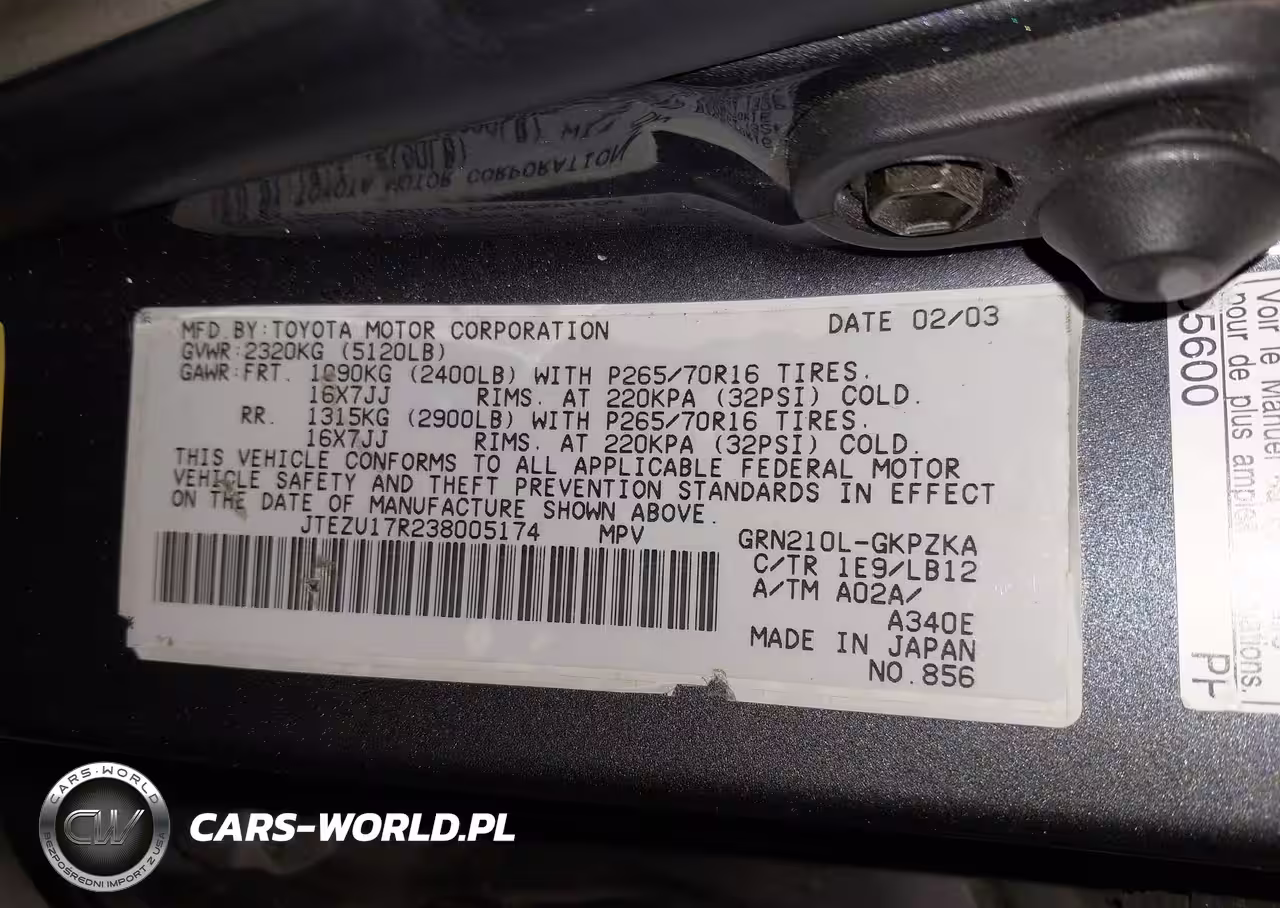 MFD.BY:TOYOTA MOTOR CORPORATION DATE 02/03
GVWR:2320KG (5120LB)
GAWR:FRT. 1090KG (2400LB) WITH P265/70R16 TIRES.
16X7JJ RIMS. AT 220KPA (32PSI) COLD.
RR. 1315KG (2900LB) WITH P265/70R16 TIRES.
16X7JJ RIMS. AT 220KPA (32PSI) COLD.
THIS VEHICLE CONFORMS TO ALL APPLICABLE FEDERAL MOTOR
VEHICLE SAFETY AND THEFT PREVENTION STANDARDS IN EFFECT
ON THE DATE OF MANUFACTURE SHOWN ABOVE.
JTEZU17R238005174 MPV
GRN210L-GKPZKA
C/TR 1E9/LB12
A/TM A02A/
A340E
MADE IN JAPAN
NO.856
Voir le Manuel
pour de plus amples
5600
CARS-WORLD
CW
BEZPOŚREDNI IMPORT Z USA
CARS-WORLD.PL